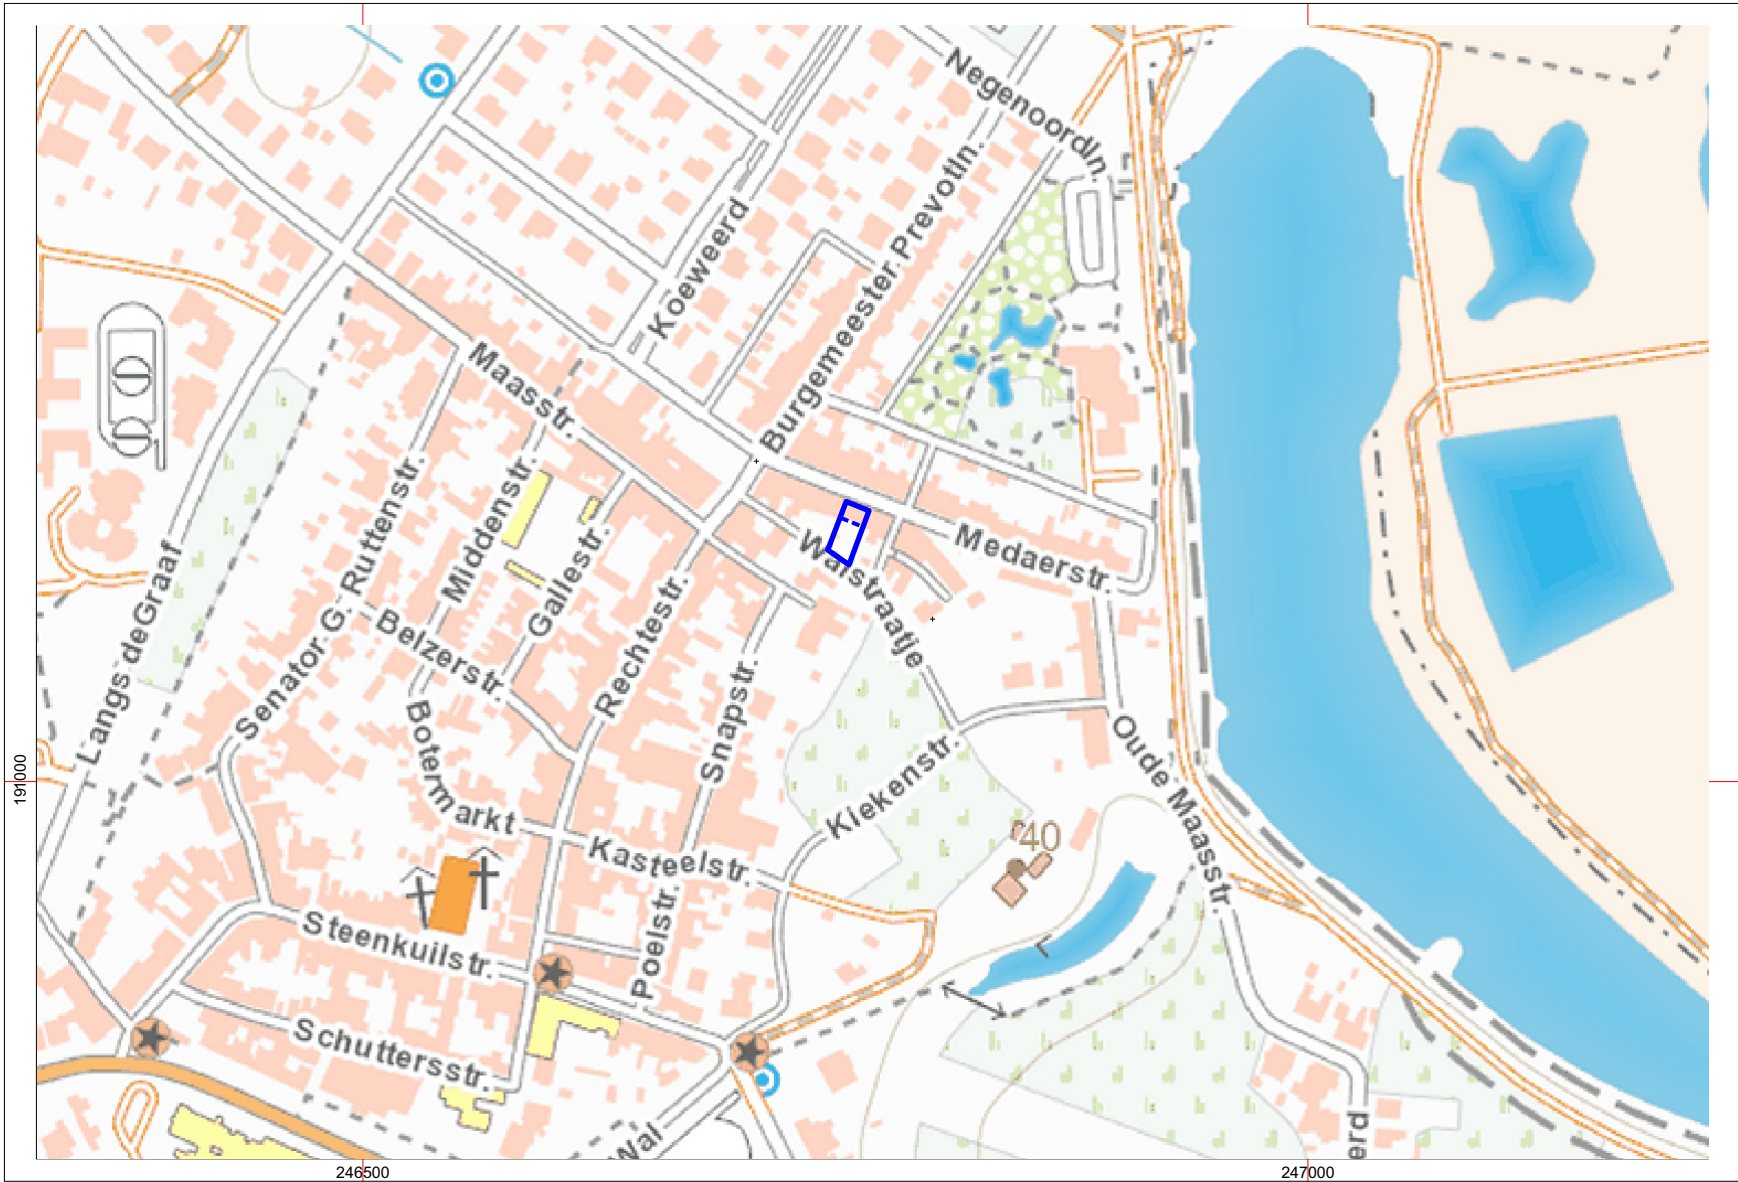 Negenoordln.
Koeweerd
Burgemeester Prevotln.
Maasstr.
Middenstr.
Gallestr.
Senator G. Ruttenstr.
Langs de Graaf
Belzerstr.
Rechtestr.
Walstraatje
Medaerstr.
Snapstr.
Botermarkt
Kasteelstr.
Kiekenstr.
Oude Maasstr.
40
Steenkuilstr.
Poelstr.
Schuttersstr.
Wal
erd
191000
246500
247000